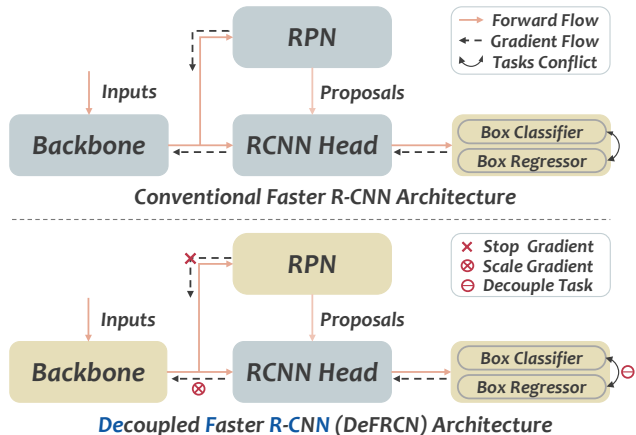 RPN
Forward Flow
Gradient Flow
Tasks Conflict
Inputs
Proposals
Backbone
RCNN Head
Box Classifier
Box Regressor
Conventional Faster R-CNN Architecture
RPN
Stop Gradient
Scale Gradient
Decouple Task
Inputs
Proposals
Backbone
RCNN Head
Box Classifier
Box Regressor
Decoupled Faster R-CNN (DeFRCN) Architecture